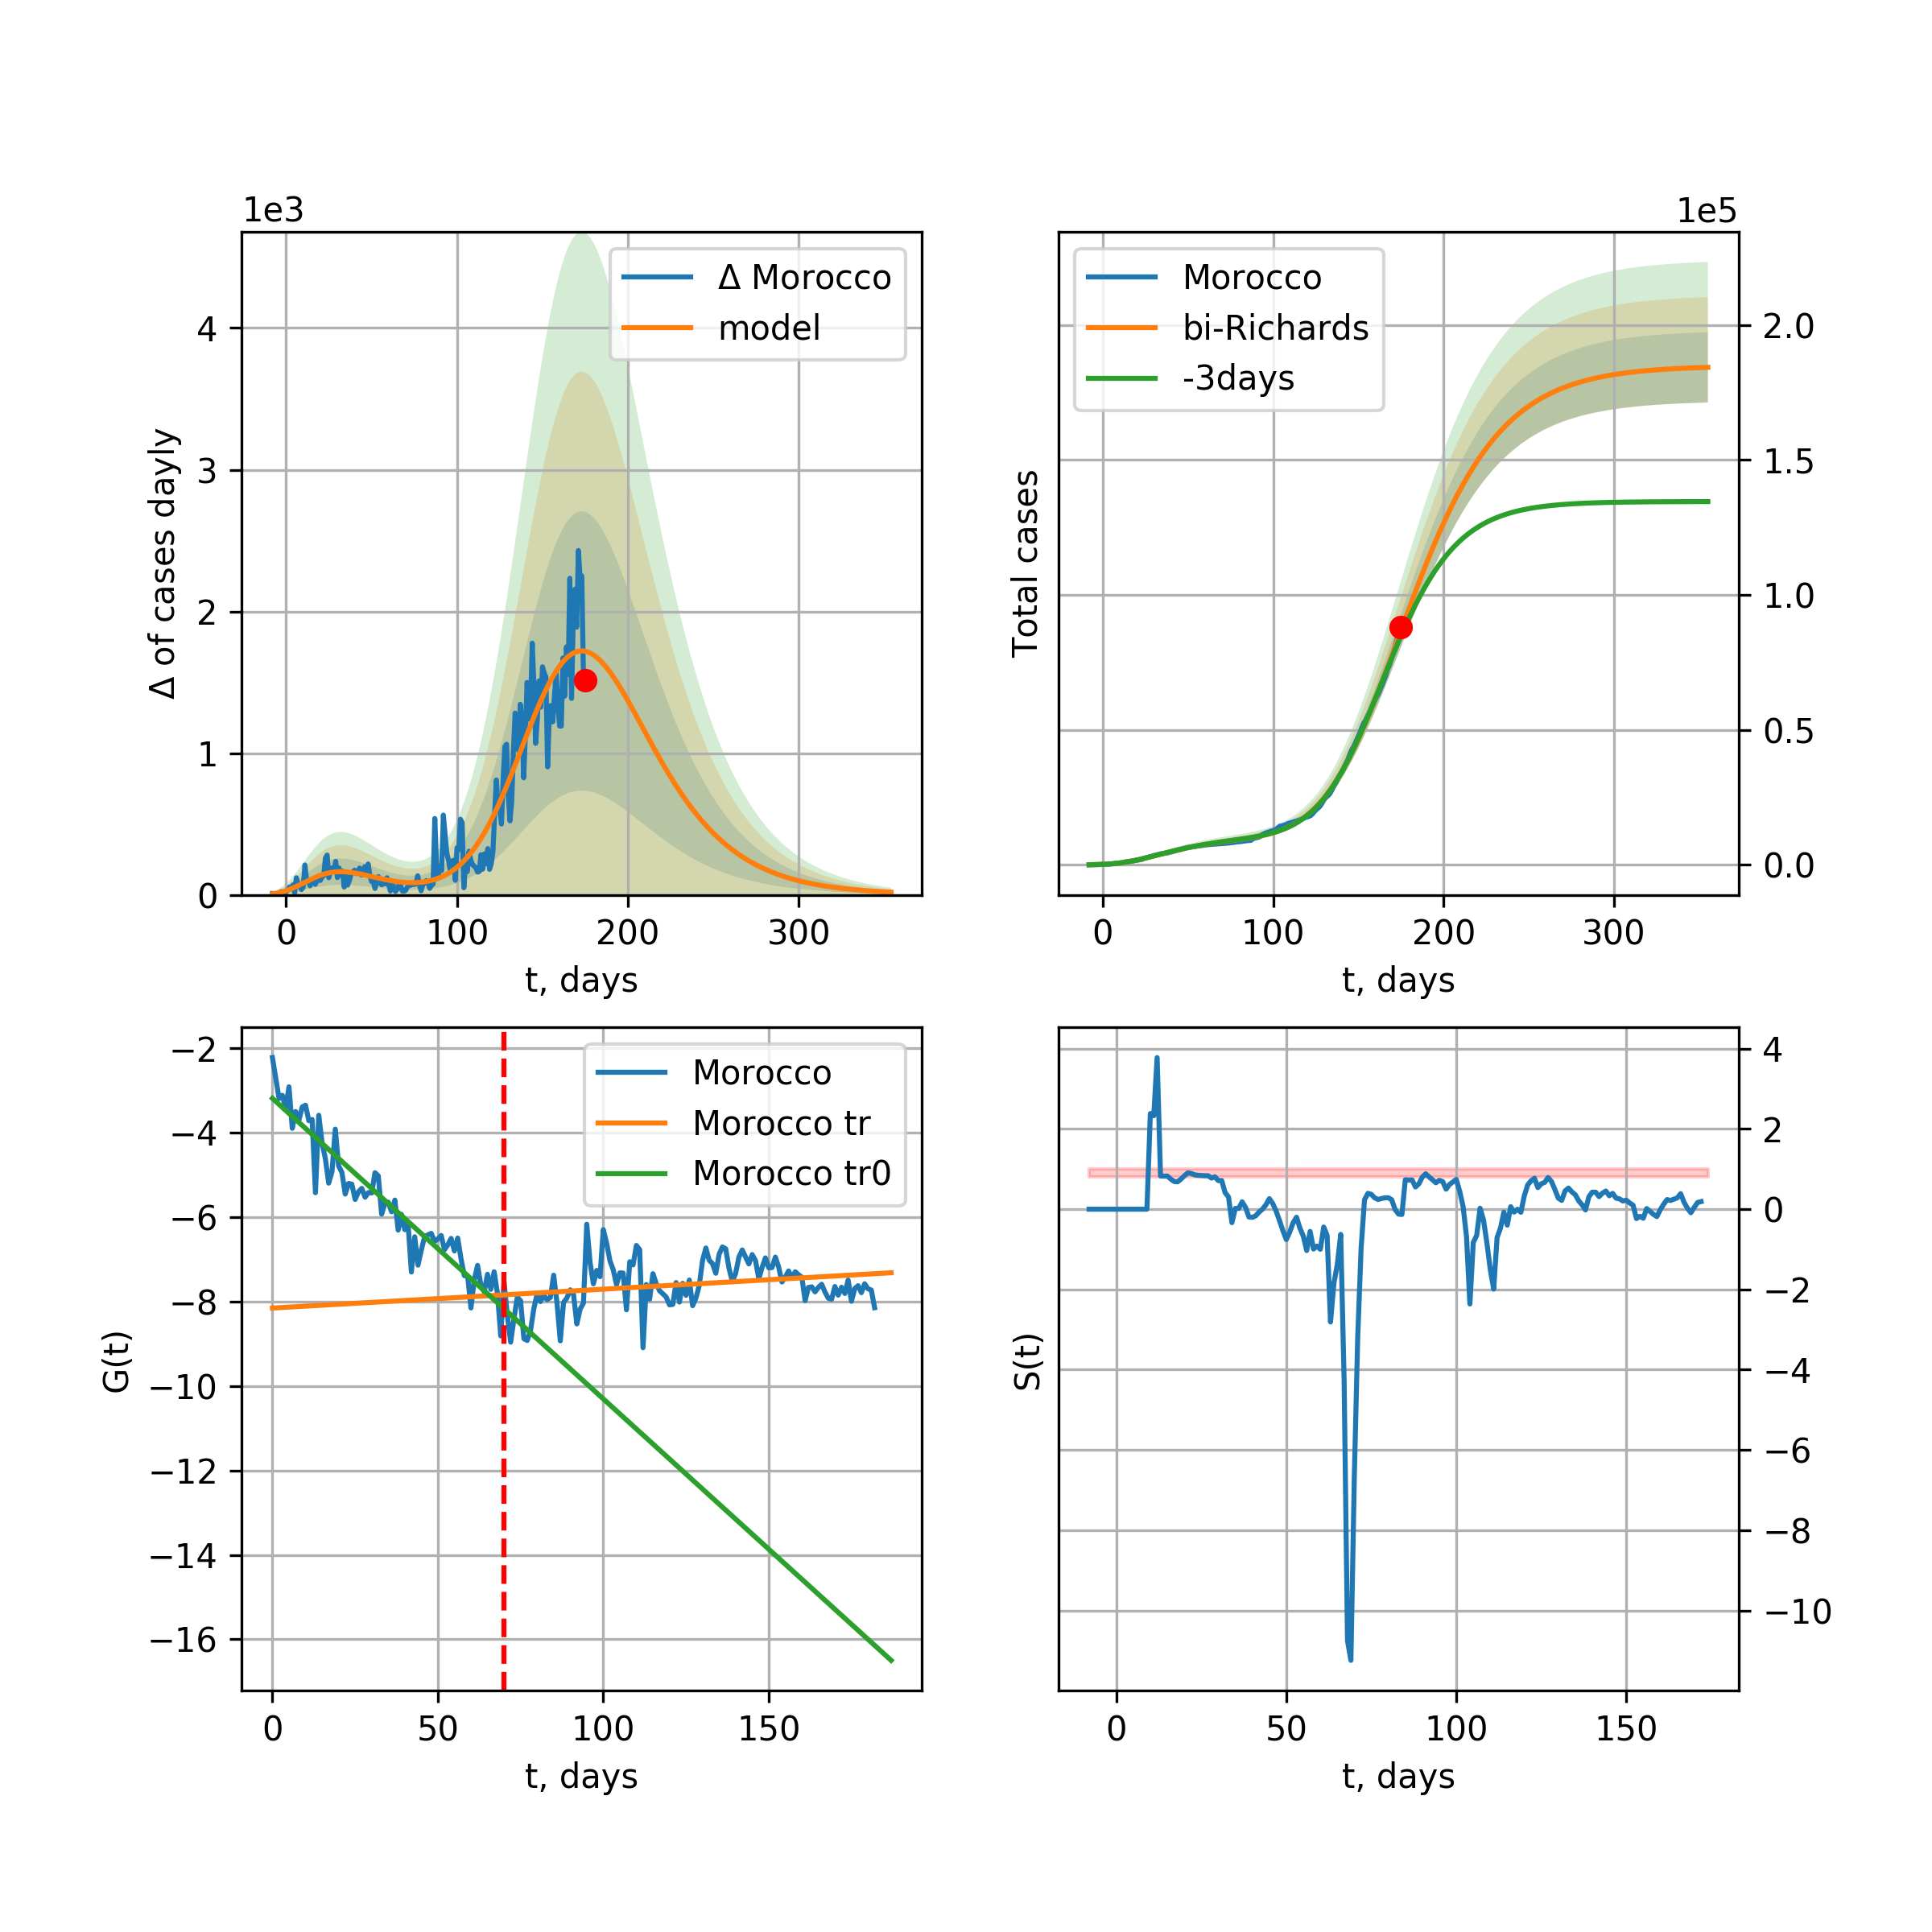 1e3
Δ of cases dayly
4
3
2
1
0
Δ Morocco
model
0 100 200 300
t, days
1e5
Total cases
Morocco
bi-Richards
-3days
2.0
1.5
1.0
0.5
0.0
0 100 200 300
t, days
G(t)
−2
−4
−6
−8
−10
−12
−14
−16
Morocco
Morocco tr
Morocco tr0
0 50 100 150
t, days
S(t)
4
2
0
−2
−4
−6
−8
−10
0 50 100 150
t, days